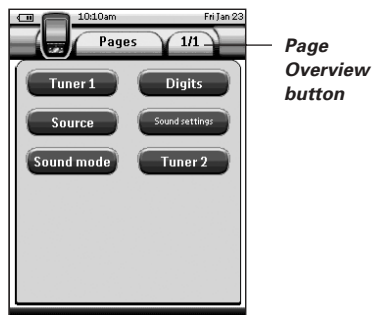 10:10am Fri Jan 23
Pages 1/1
Page
Overview
button
Tuner 1 Digits
Source Sound settings
Sound mode Tuner 2